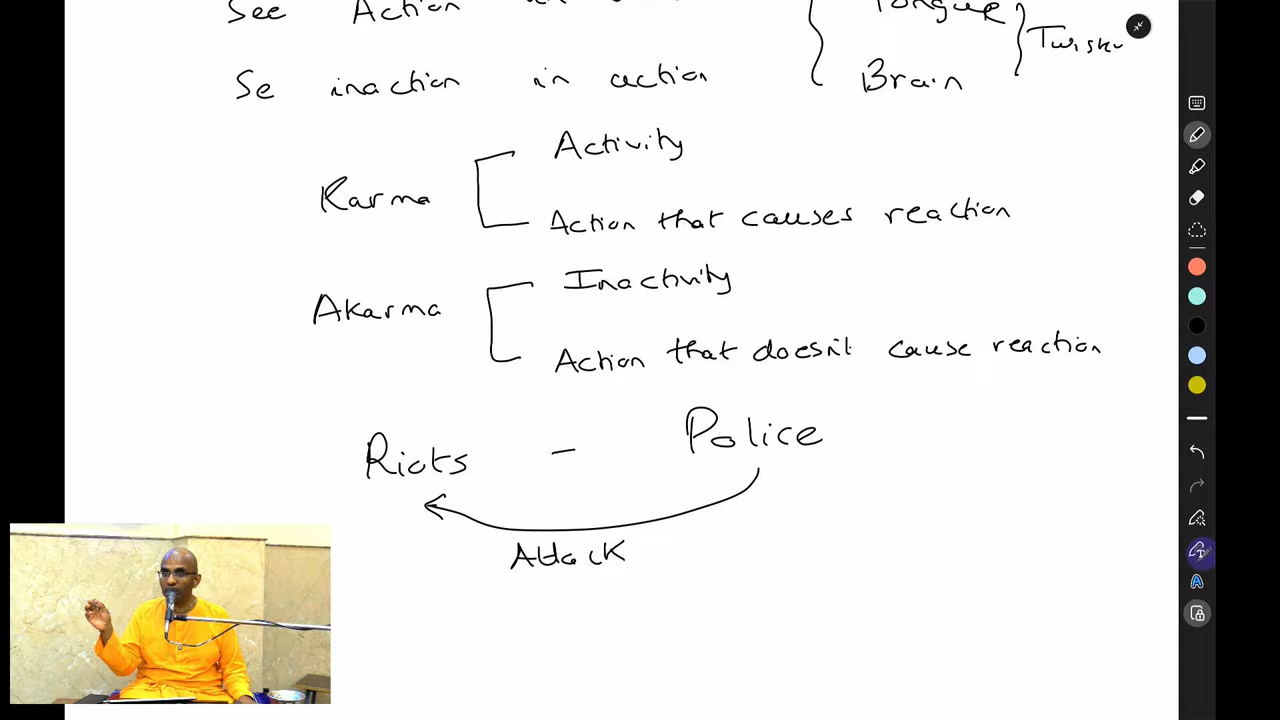 See Action in
Tongue
Se inaction in action
Brain
Activity
Karma
Action that causes reaction
Inactivity
Akarma
Action that doesn't cause reaction
Riots - Police
Attack